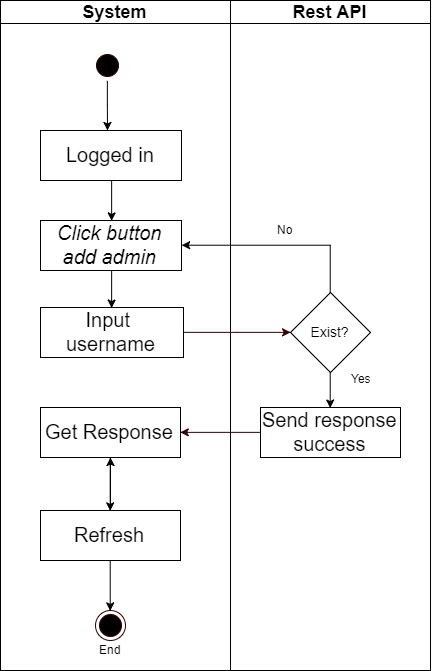 System
Rest API
Logged in
Click button
add admin
No
Input
username
Exist?
Yes
Get Response
Send response
success
Refresh
End